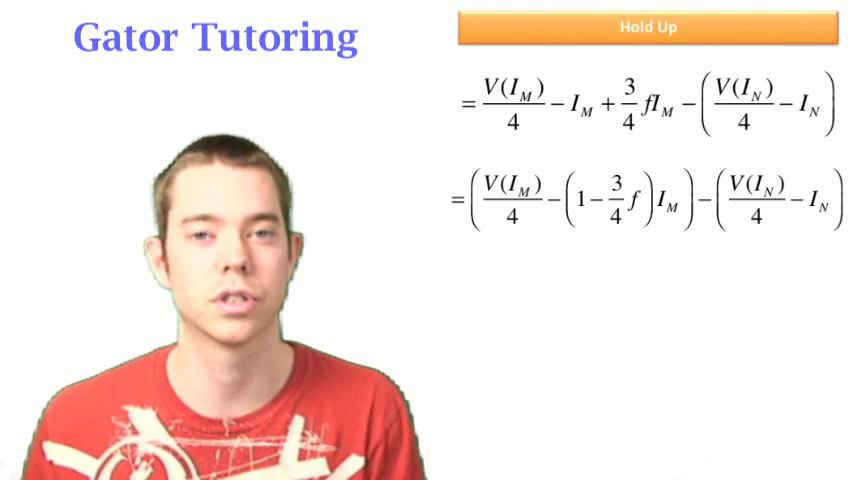 Gator Tutoring
Hold Up
= V(I_M)/4 − I_M + 3/4 fI_M − (V(I_N)/4 − I_N)
= (V(I_M)/4 − (1 − 3/4 f) I_M) − (V(I_N)/4 − I_N)